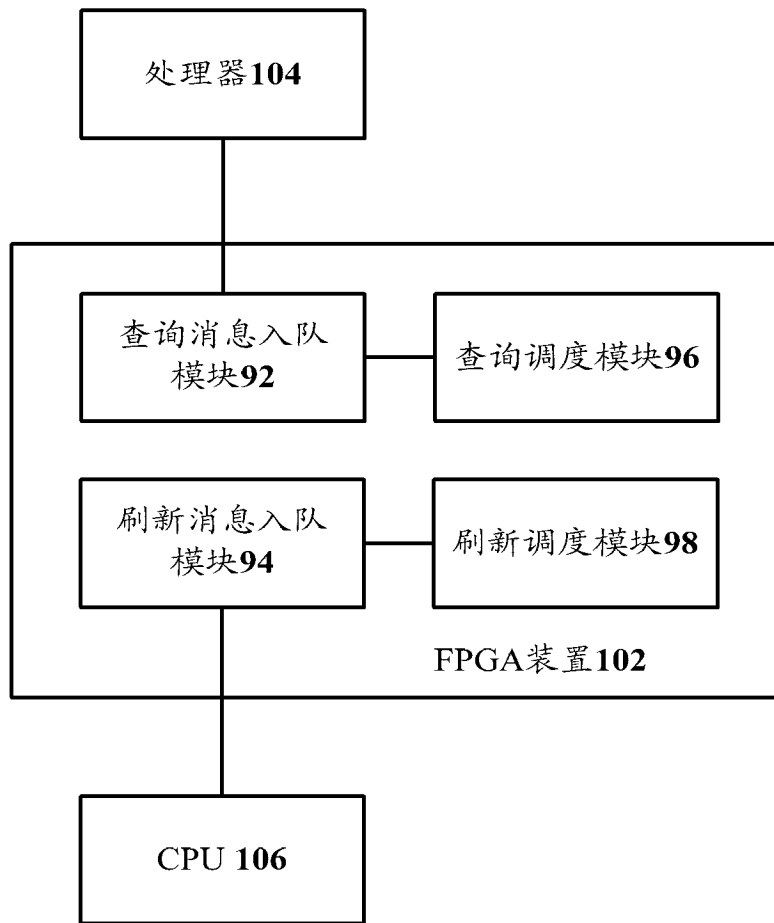 处理器104
查询消息入队
模块92
查询调度模块96
刷新消息入队
模块94
刷新调度模块98
FPGA装置102
CPU 106